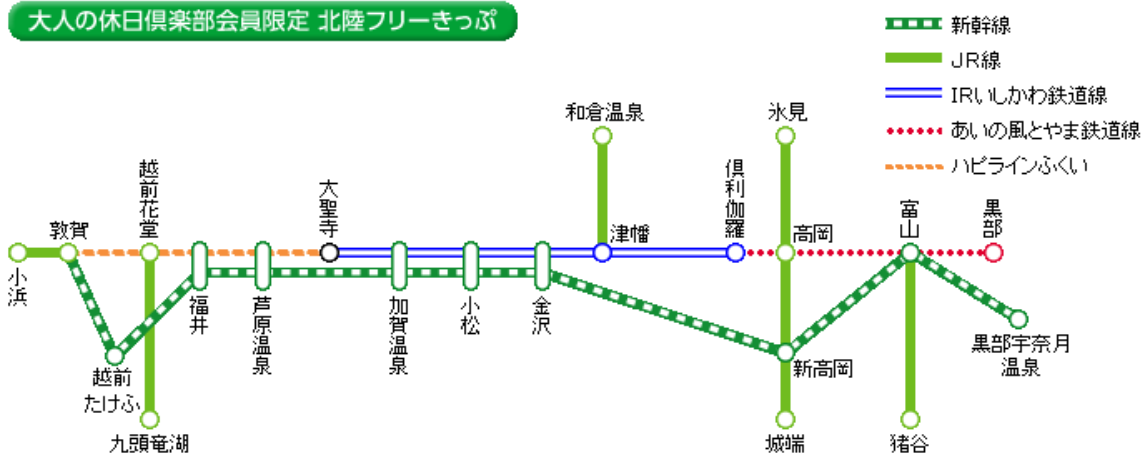 大人の休日倶楽部会員限定 北陸フリーきっぷ
新幹線
JR線
IRいしかわ鉄道線
あいの風とやま鉄道線
ハピラインふくい
和倉温泉
氷見
越前花堂
大聖寺
倶利伽羅
富山
黒部
敦賀
津幡
高岡
小浜
福井
芦原温泉
加賀温泉
小松
金沢
越前
たけふ
新高岡
黒部宇奈月
温泉
九頭竜湖
城端
猪谷